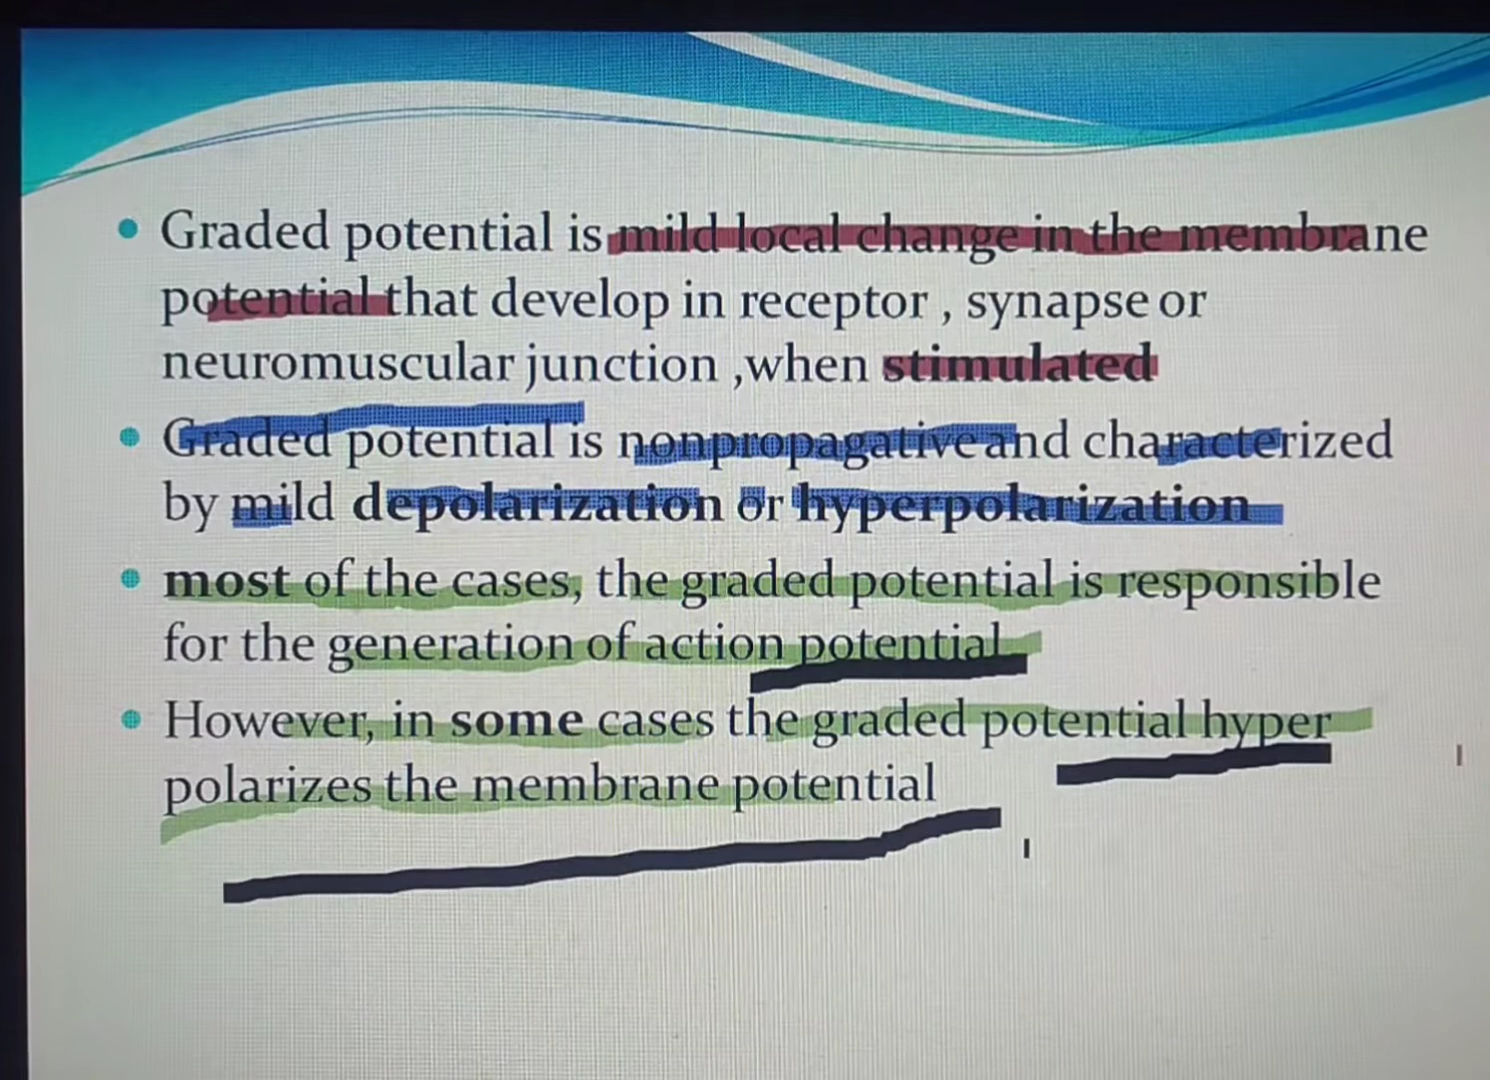 Graded potential is mild local change in the membrane
potential that develop in receptor , synapse or
neuromuscular junction ,when stimulated
Graded potential is nonpropagative and characterized
by mild depolarization or hyperpolarization
most of the cases, the graded potential is responsible
for the generation of action potential
However, in some cases the graded potential hyper
polarizes the membrane potential